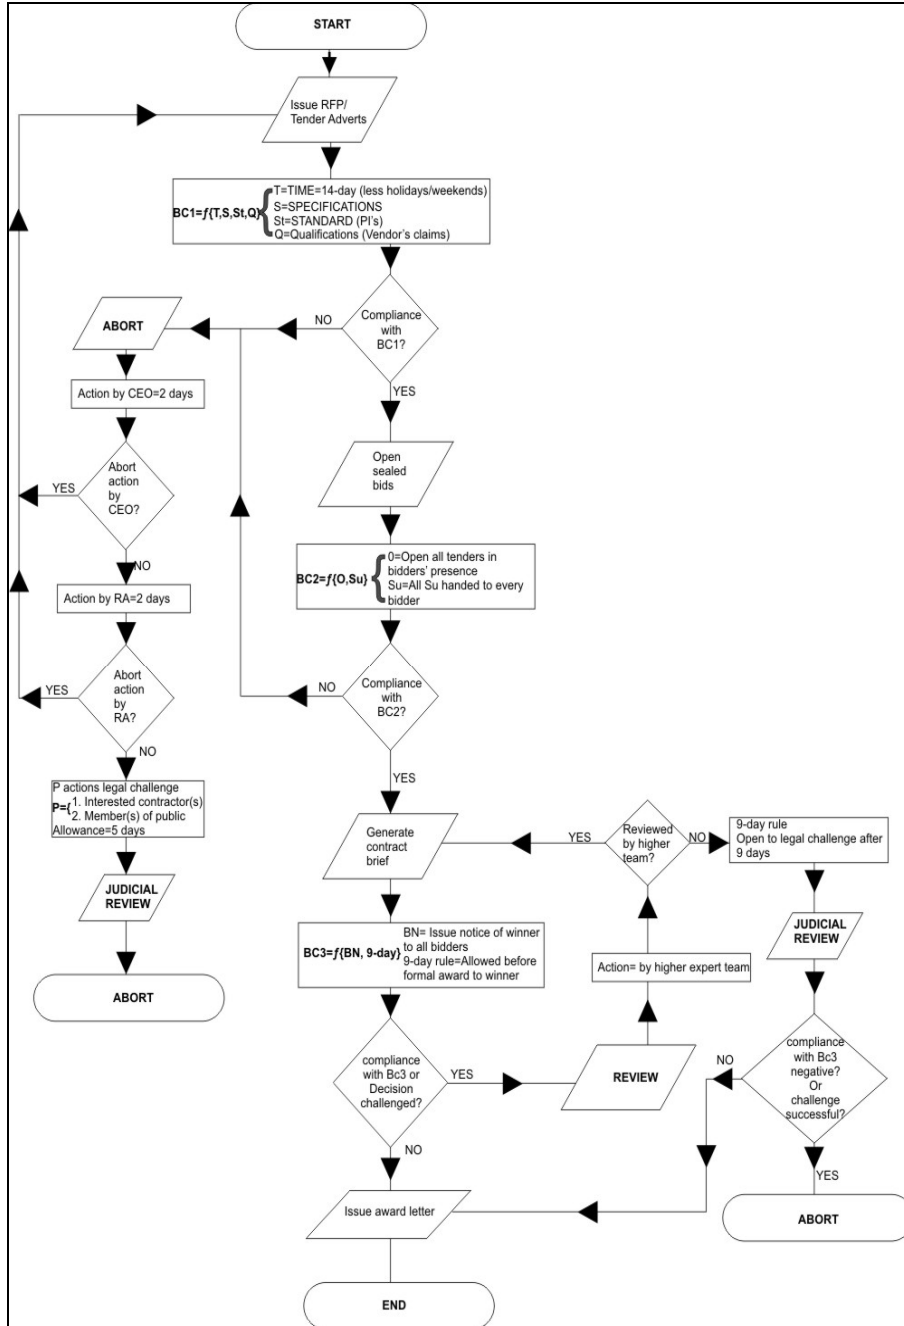 START
Issue RFP/
Tender Adverts
BC1=ƒ{T,S,St,Q}
T=TIME=14-day (less holidays/weekends)
S=SPECIFICATIONS
St=STANDARD (PI's)
Q=Qualifications (Vendor's claims)
Compliance
with
BC1?
NO
YES
ABORT
Action by CEO=2 days
Abort
action
by
CEO?
YES
NO
Action by RA=2 days
Abort
action
by
RA?
YES
NO
P actions legal challenge
P={
1. Interested contractor(s)
2. Member(s) of public
Allowance=5 days
JUDICIAL
REVIEW
ABORT
Open
sealed
bids
BC2=ƒ{O,Su}
0=Open all tenders in
bidders' presence
Su=All Su handed to every
bidder
Compliance
with
BC2?
NO
YES
Generate
contract
brief
BC3=ƒ{BN, 9-day}
BN= Issue notice of winner
to all bidders
9-day rule=Allowed before
formal award to winner
compliance
with Bc3 or
Decision
challenged?
YES
NO
REVIEW
Action= by higher expert team
Reviewed
by higher
team?
YES
NO
9-day rule
Open to legal challenge after
9 days
JUDICIAL
REVIEW
compliance
with Bc3
negative?
Or
challenge
successful?
NO
YES
ABORT
Issue award letter
END